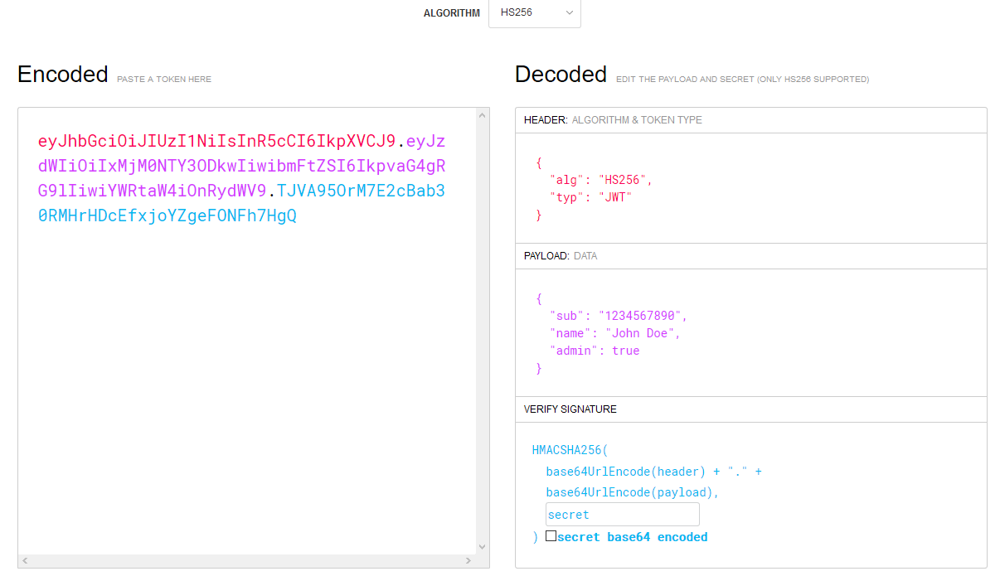 ALGORITHM HS256
Encoded PASTE A TOKEN HERE
eyJhbGciOiJIUzI1NiIsInR5cCI6IkpXVCJ9.eyJz
dWIiOiIxMjM0NTY3ODkwIiwibmFtZSI6IkpvaG4gR
G9lIiwiYWRtaW4iOnRydWV9.TJVA95OrM7E2cBab3
0RMHrHDcEfxjoYZgeFONFh7HgQ
Decoded EDIT THE PAYLOAD AND SECRET (ONLY HS256 SUPPORTED)
HEADER: ALGORITHM & TOKEN TYPE
{
"alg": "HS256",
"typ": "JWT"
}
PAYLOAD: DATA
{
"sub": "1234567890",
"name": "John Doe",
"admin": true
}
VERIFY SIGNATURE
HMACSHA256(
base64UrlEncode(header) + "." +
base64UrlEncode(payload),
secret
) secret base64 encoded